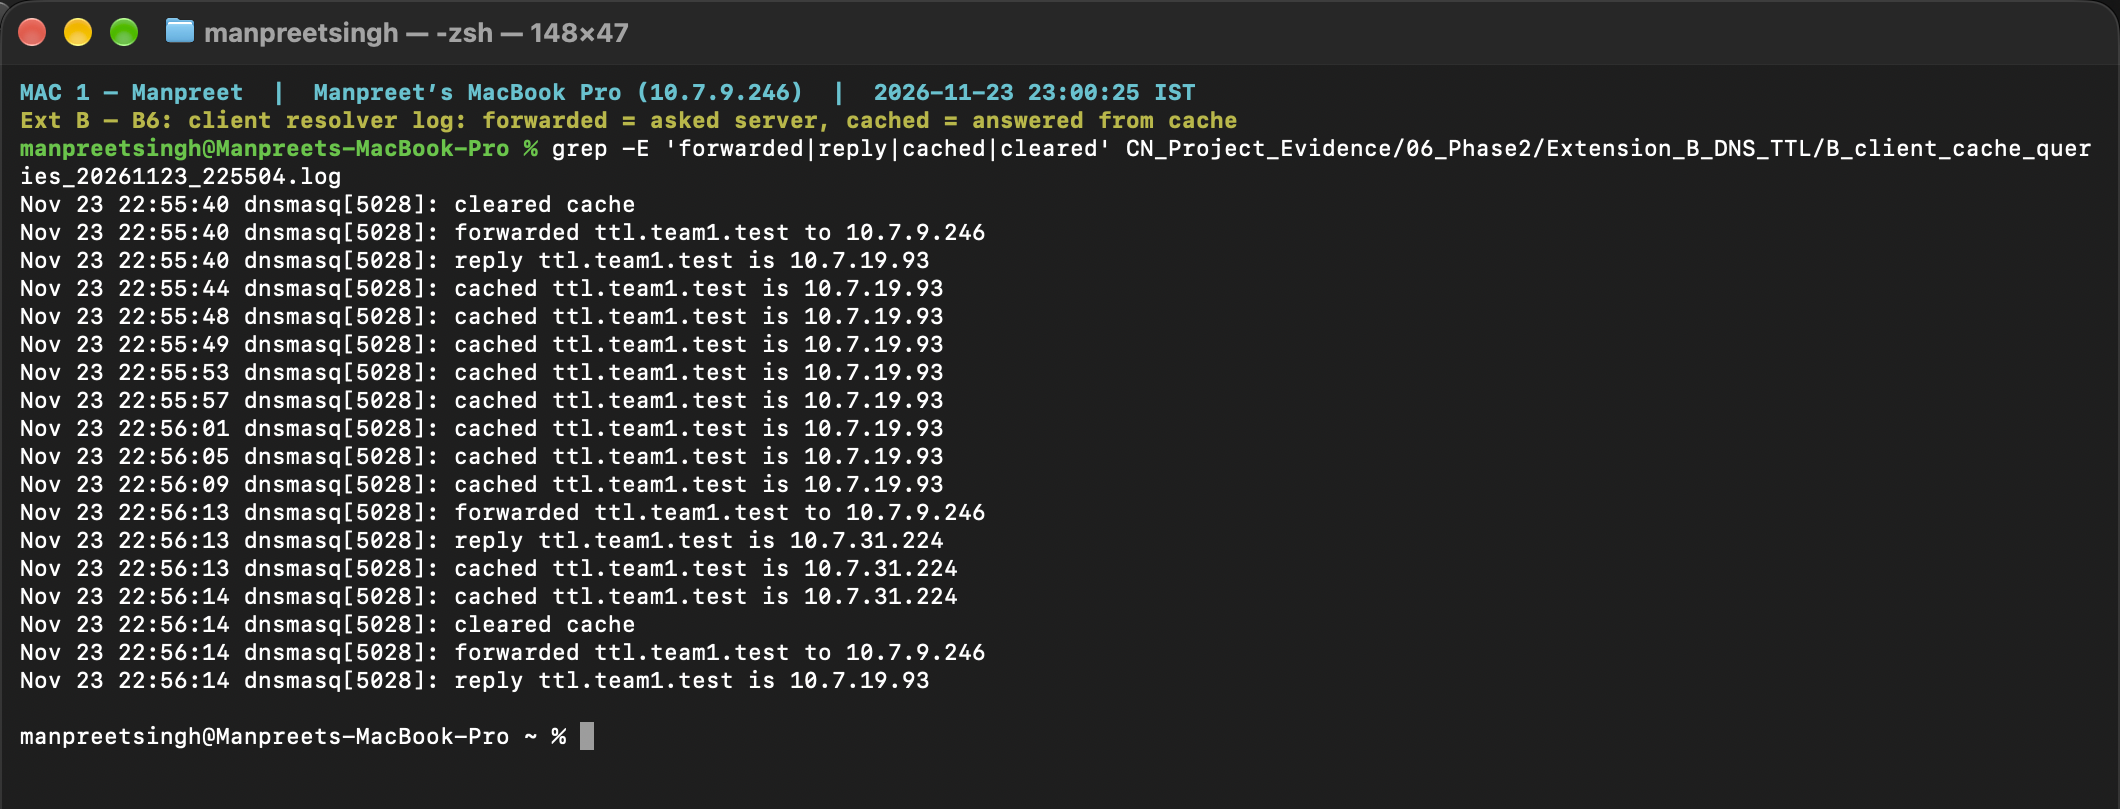 manpreetsingh — -zsh — 148×47
MAC 1 — Manpreet  |  Manpreet’s MacBook Pro (10.7.9.246)  |  2026-11-23 23:00:25 IST
Ext B — B6: client resolver log: forwarded = asked server, cached = answered from cache
manpreetsingh@Manpreets-MacBook-Pro % grep -E 'forwarded|reply|cached|cleared' CN_Project_Evidence/06_Phase2/Extension_B_DNS_TTL/B_client_cache_quer
ies_20261123_225504.log
Nov 23 22:55:40 dnsmasq[5028]: cleared cache
Nov 23 22:55:40 dnsmasq[5028]: forwarded ttl.team1.test to 10.7.9.246
Nov 23 22:55:40 dnsmasq[5028]: reply ttl.team1.test is 10.7.19.93
Nov 23 22:55:44 dnsmasq[5028]: cached ttl.team1.test is 10.7.19.93
Nov 23 22:55:48 dnsmasq[5028]: cached ttl.team1.test is 10.7.19.93
Nov 23 22:55:49 dnsmasq[5028]: cached ttl.team1.test is 10.7.19.93
Nov 23 22:55:53 dnsmasq[5028]: cached ttl.team1.test is 10.7.19.93
Nov 23 22:55:57 dnsmasq[5028]: cached ttl.team1.test is 10.7.19.93
Nov 23 22:56:01 dnsmasq[5028]: cached ttl.team1.test is 10.7.19.93
Nov 23 22:56:05 dnsmasq[5028]: cached ttl.team1.test is 10.7.19.93
Nov 23 22:56:09 dnsmasq[5028]: cached ttl.team1.test is 10.7.19.93
Nov 23 22:56:13 dnsmasq[5028]: forwarded ttl.team1.test to 10.7.9.246
Nov 23 22:56:13 dnsmasq[5028]: reply ttl.team1.test is 10.7.31.224
Nov 23 22:56:13 dnsmasq[5028]: cached ttl.team1.test is 10.7.31.224
Nov 23 22:56:14 dnsmasq[5028]: cached ttl.team1.test is 10.7.31.224
Nov 23 22:56:14 dnsmasq[5028]: cleared cache
Nov 23 22:56:14 dnsmasq[5028]: forwarded ttl.team1.test to 10.7.9.246
Nov 23 22:56:14 dnsmasq[5028]: reply ttl.team1.test is 10.7.19.93
manpreetsingh@Manpreets-MacBook-Pro ~ %